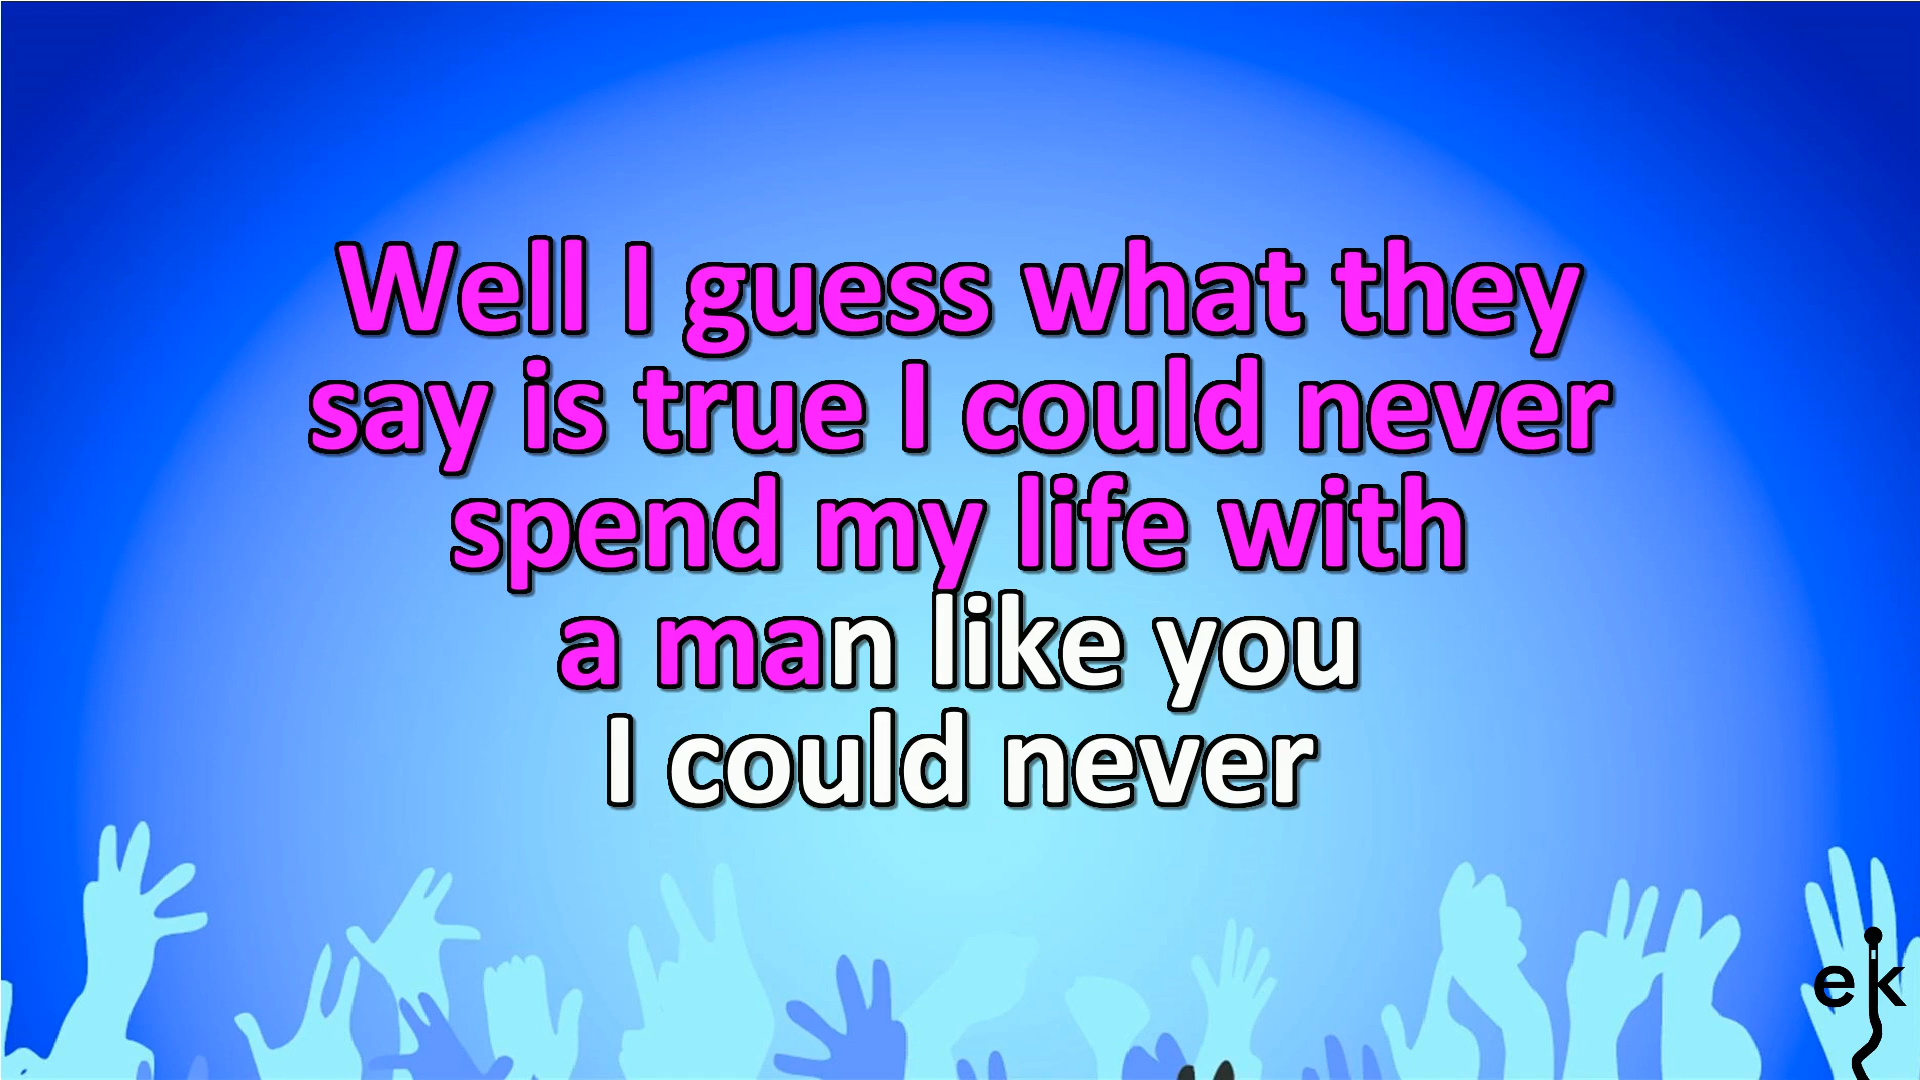 Well I guess what they
say is true I could never
spend my life with
a man like you
I could never
ek